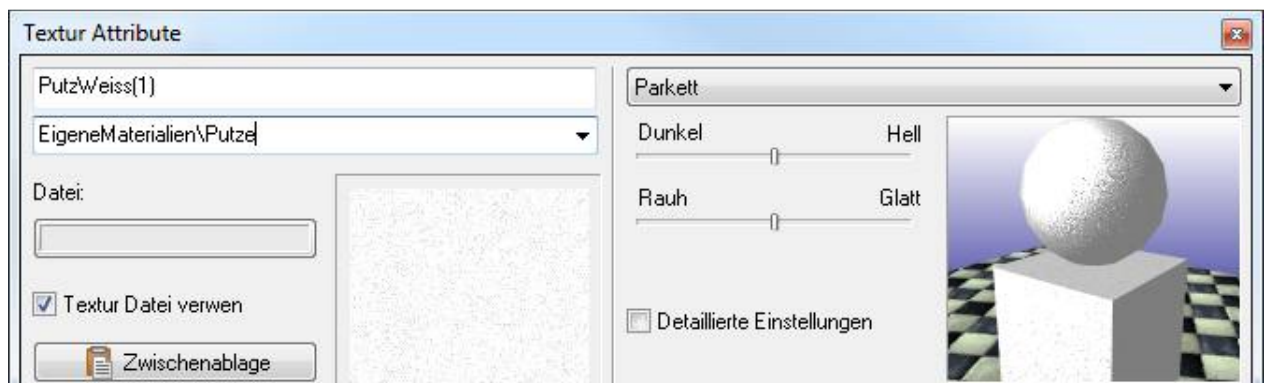 Textur Attribute
PutzWeiss(1)
EigeneMaterialien\Putze
Datei:
Textur Datei verwen
Zwischenablage
Parkett
Dunkel Hell
Rauh Glatt
Detaillierte Einstellungen